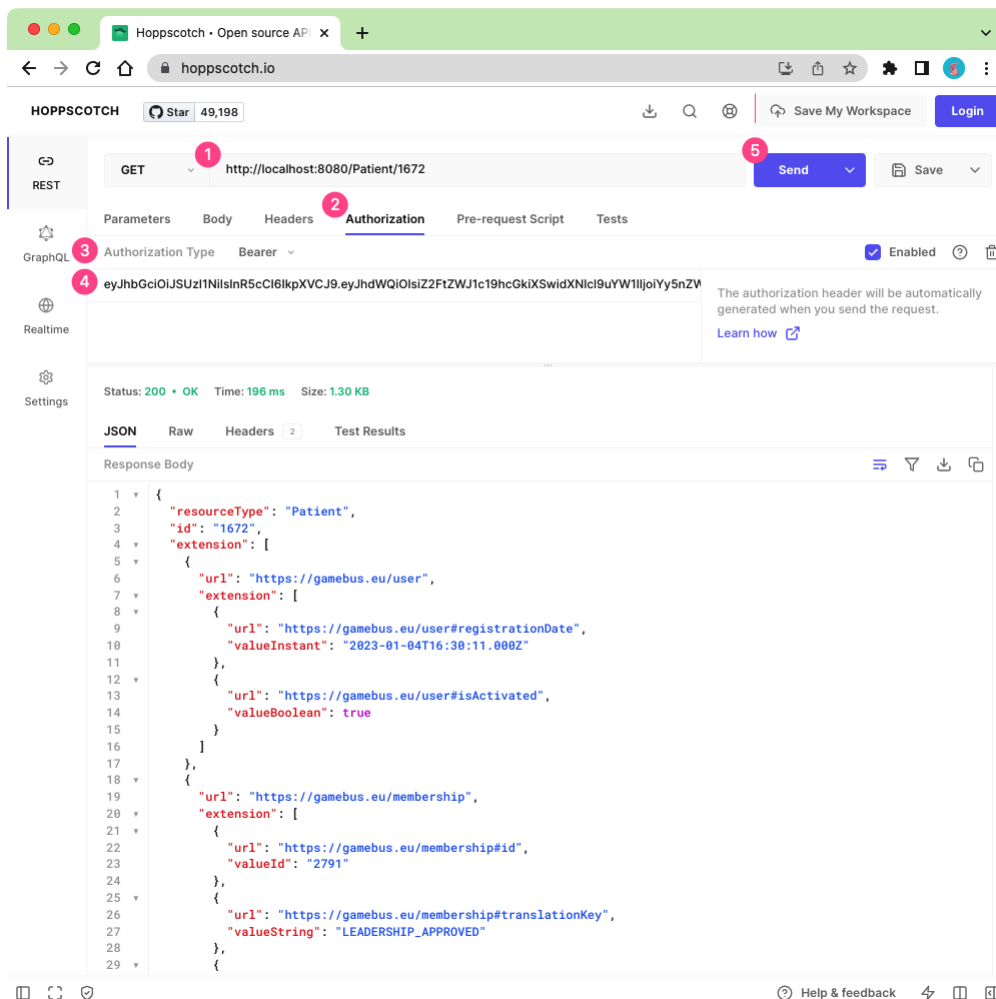 Hoppscotch • Open source AP
hoppscotch.io
HOPPSCOTCH
Star 49,198
Save My Workspace
Login
REST
GraphQL
Realtime
Settings
1
GET http://localhost:8080/Patient/1672
5
Send
Save
2
Parameters Body Headers Authorization Pre-request Script Tests
3
Authorization Type Bearer
Enabled
4
The authorization header will be automatically
generated when you send the request.
Learn how
Status: 200 • OK Time: 196 ms Size: 1.30 KB
JSON Raw Headers 2 Test Results
Response Body
1 {
2 "resourceType": "Patient",
3 "id": "1672",
4 "extension": [
5 {
6 "url": "https://gamebus.eu/user",
7 "extension": [
8 {
9 "url": "https://gamebus.eu/user#registrationDate",
10 "valueInstant": "2023-01-04T16:30:11.000Z"
11 },
12 {
13 "url": "https://gamebus.eu/user#isActivated",
14 "valueBoolean": true
15 }
16 ]
17 },
18 {
19 "url": "https://gamebus.eu/membership",
20 "extension": [
21 {
22 "url": "https://gamebus.eu/membership#id",
23 "valueId": "2791"
24 },
25 {
26 "url": "https://gamebus.eu/membership#translationKey",
27 "valueString": "LEADERSHIP_APPROVED"
28 },
29 {
Help & feedback